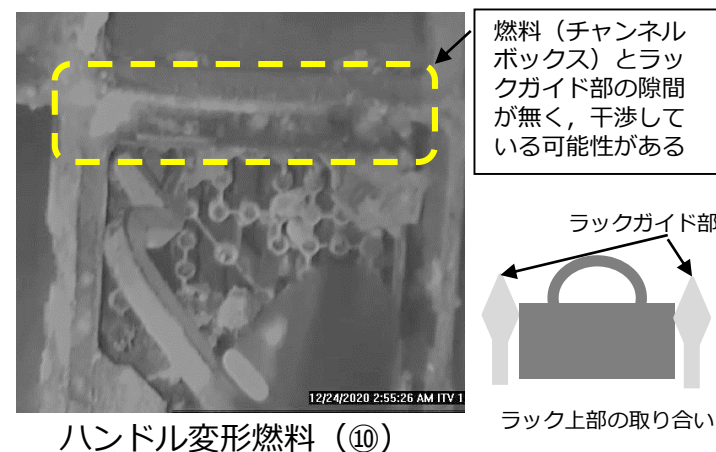 燃料（チャンネル
ボックス）とラッ
クガイド部の隙間
が無く，干渉して
いる可能性がある
ラックガイド部
12/24/2020 2:55:26 AM ITV 1
ラック上部の取り合い
ハンドル変形燃料（⑩）